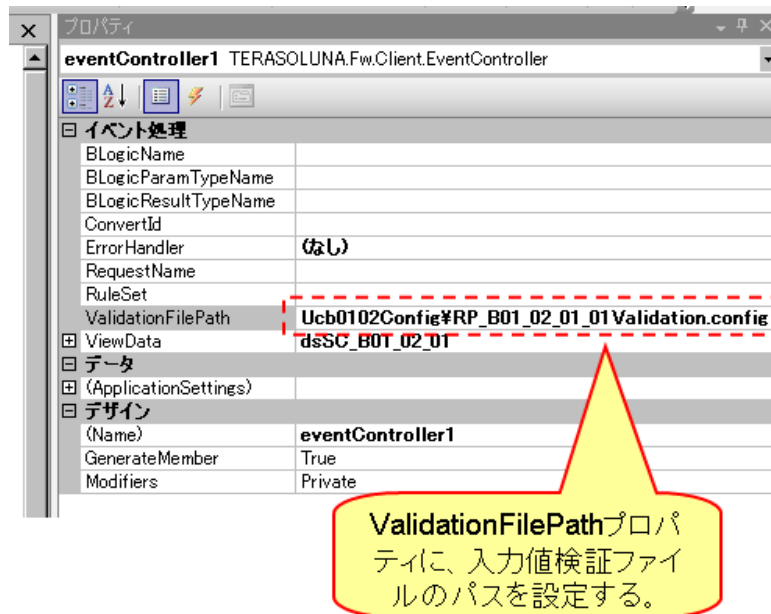 プロパティ
eventController1 TERASOLUNA.Fw.Client.EventController
イベント処理
BLogicName
BLogicParamTypeName
BLogicResultTypeName
ConvertId
ErrorHandler (なし)
RequestName
RuleSet
ValidationFilePath Ucb0102Config¥RP_B01_02_01_01Validation.config
ViewData dsSC_B01_02_01
データ
(ApplicationSettings)
デザイン
(Name) eventController1
GenerateMember True
Modifiers Private
ValidationFilePathプロパ
ティに、入力値検証ファイ
ルのパスを設定する。